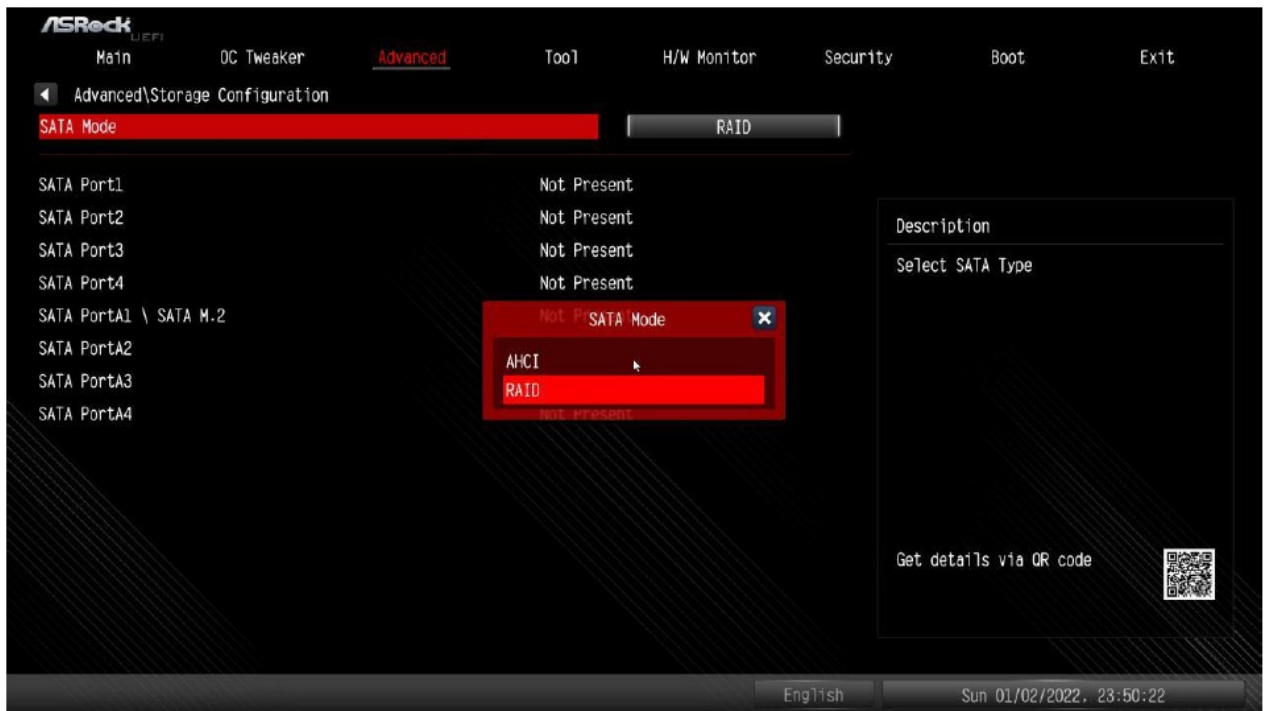 ASRock UEFI
Main OC Tweaker Advanced Tool H/W Monitor Security Boot Exit
Advanced\Storage Configuration
SATA Mode RAID
SATA Port1 Not Present
SATA Port2 Not Present
SATA Port3 Not Present
SATA Port4 Not Present
SATA PortA1 \ SATA M.2
SATA PortA2
SATA PortA3
SATA PortA4 Not Present
SATA Mode
AHCI
RAID
Description
Select SATA Type
Get details via QR code
English Sun 01/02/2022, 23:50:22